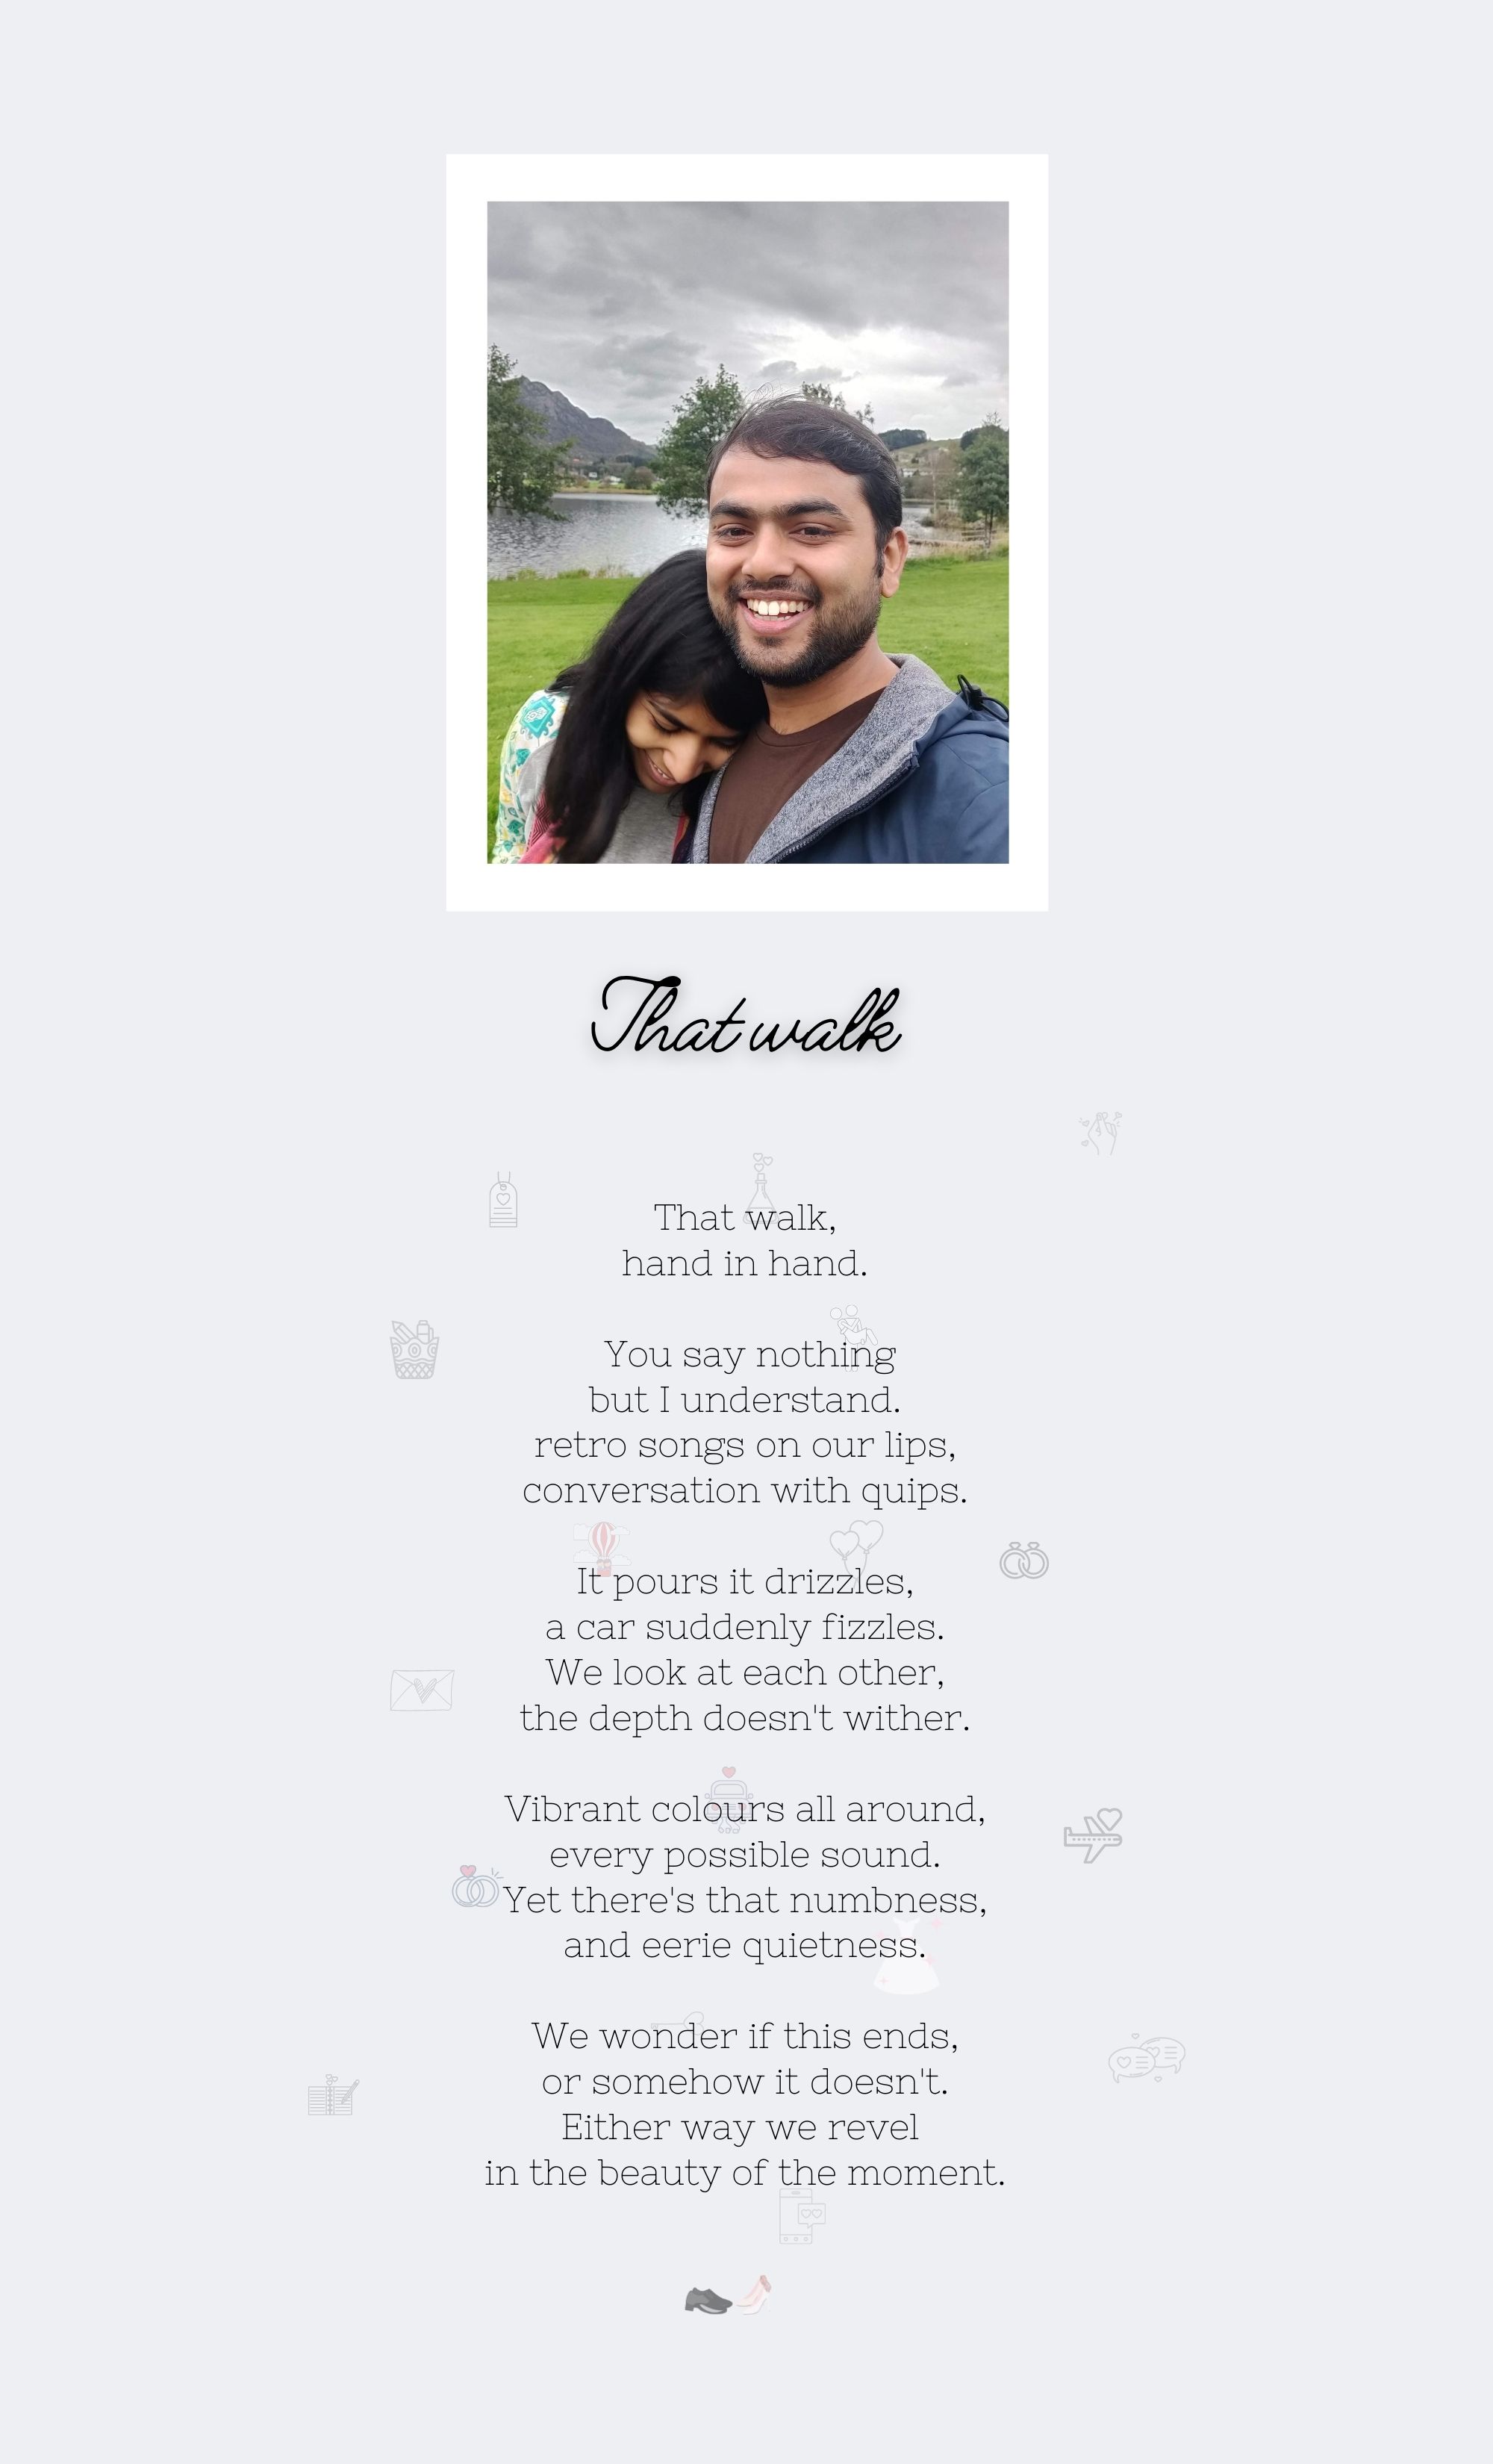 That walk
That walk,
hand in hand.
You say nothing
but I understand.
retro songs on our lips,
conversation with quips.
It pours it drizzles,
a car suddenly fizzles.
We look at each other,
the depth doesn't wither.
Vibrant colours all around,
every possible sound.
Yet there's that numbness,
and eerie quietness.
We wonder if this ends,
or somehow it doesn't.
Either way we revel
in the beauty of the moment.